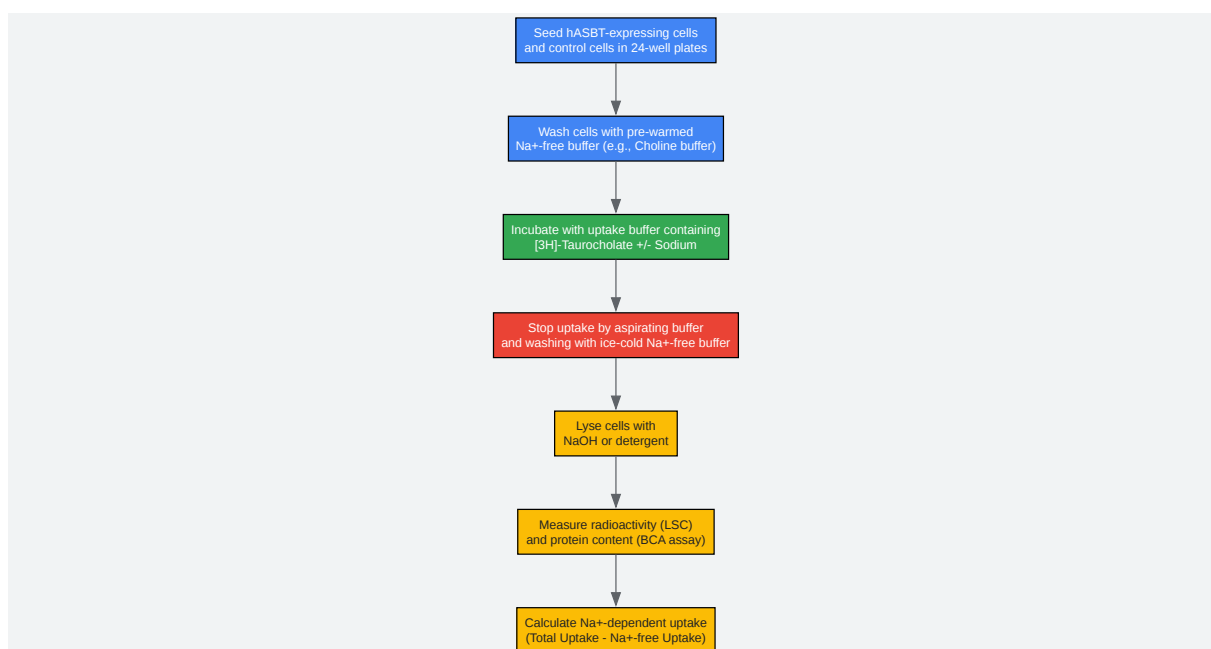 Seed hASBT-expressing cells
and control cells in 24-well plates
Wash cells with pre-warmed
Na+-free buffer (e.g., Choline buffer)
Incubate with uptake buffer containing
[3H]-Taurocholate +/- Sodium
Stop uptake by aspirating buffer
and washing with ice-cold Na+-free buffer
Lyse cells with
NaOH or detergent
Measure radioactivity (LSC)
and protein content (BCA assay)
Calculate Na+-dependent uptake
(Total Uptake - Na+-free Uptake)